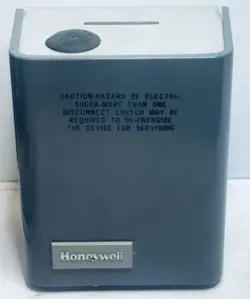 CAUTION-HAZARD OF ELECTRIC
SHOCK-MORE THAN ONE
DISCONNECT SWITCH MAY BE
REQUIRED TO DE-ENERGIZE
THE DEVICE FOR SERVICING
Honeywell